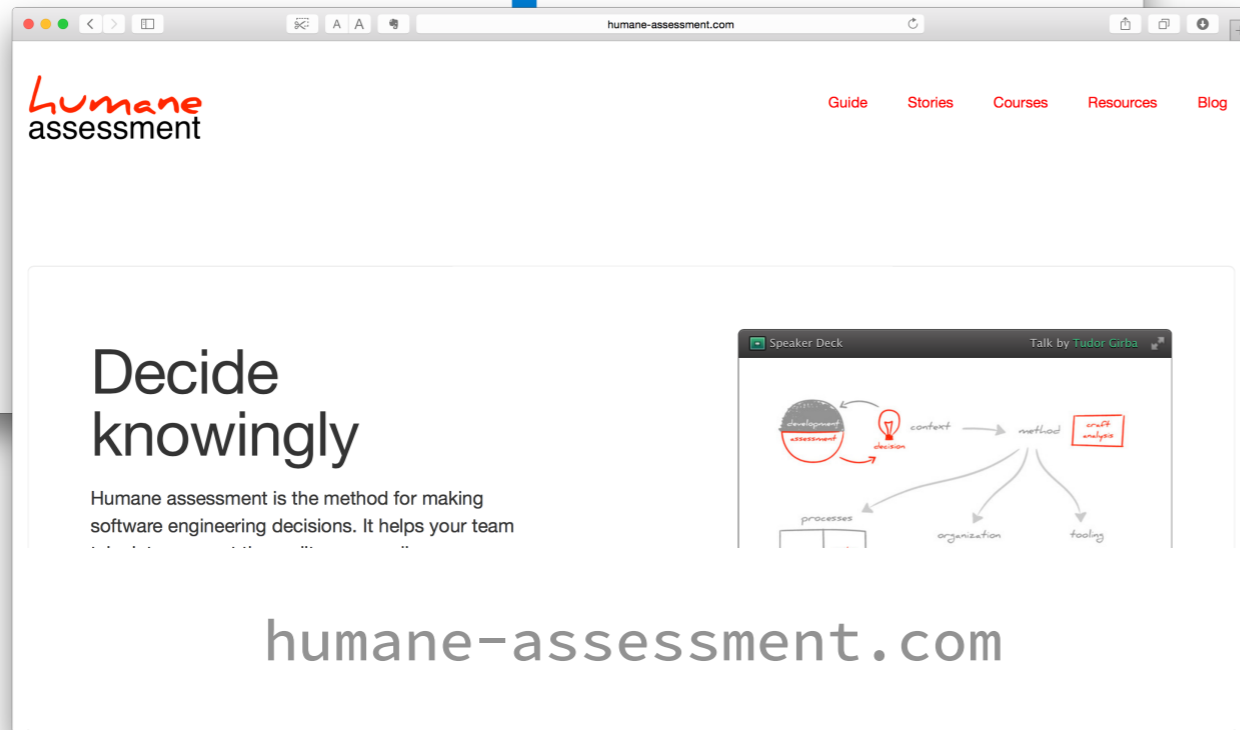 A A
humane-assessment.com
humane
assessment
Guide Stories Courses Resources Blog
Decide
knowingly
Humane assessment is the method for making
software engineering decisions. It helps your team
Speaker Deck Talk by Tudor Girba
development
assessment
decision
context
method
craft
analysis
processes
organization
tooling
humane-assessment.com